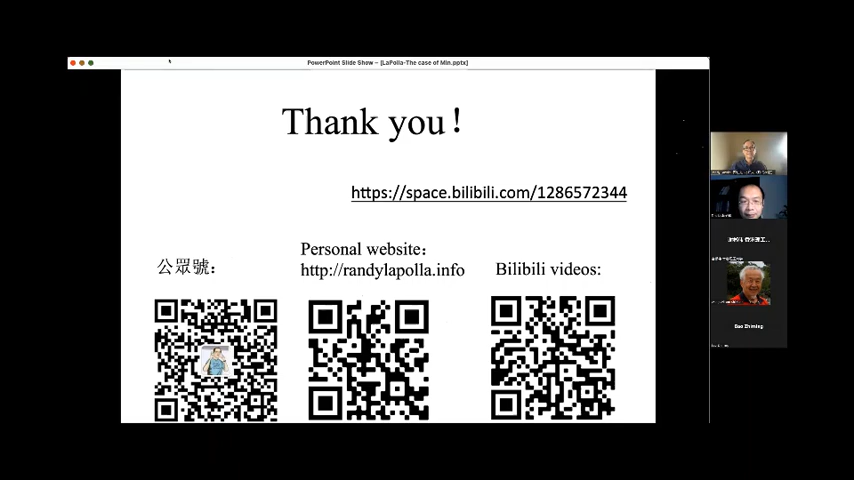 PowerPoint Slide Show – [LaPolla-The case of Min.pptx]
Thank you!
https://space.bilibili.com/1286572344
公眾號:
Personal website:
http://randylapolla.info
Bilibili videos:
Bao Zhiming